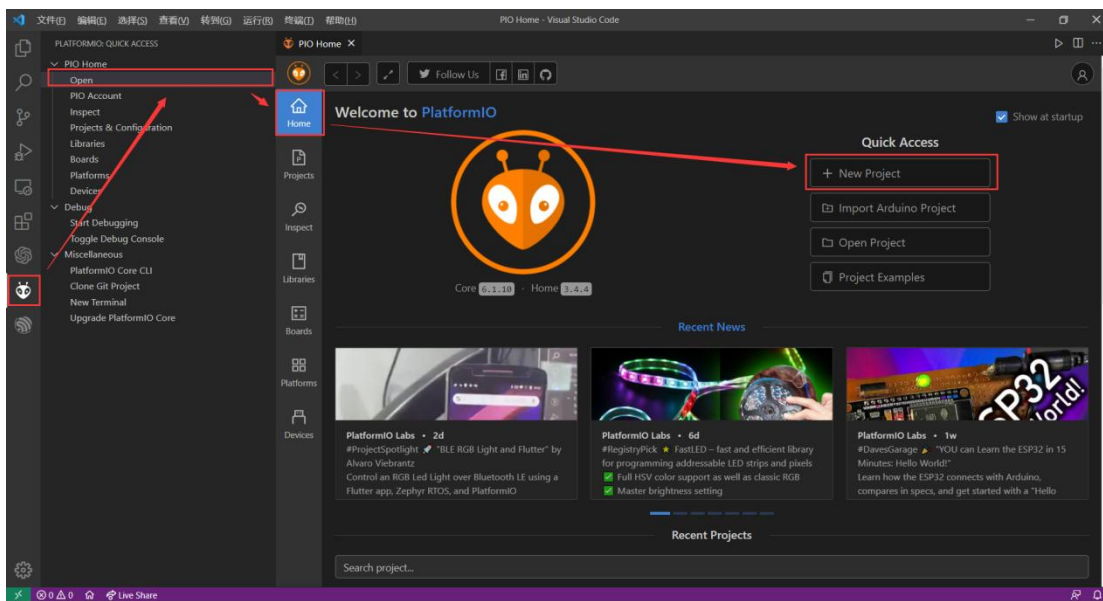 文件(F) 编辑(E) 选择(S) 查看(V) 转到(G) 运行(R) 终端(T) 帮助(H)
PIO Home - Visual Studio Code
PLATFORMIO: QUICK ACCESS
PIO Home
Open
PIO Account
Inspect
Projects & Configuration
Libraries
Boards
Platforms
Devices
Debug
Start Debugging
Toggle Debug Console
Miscellaneous
PlatformIO Core CLI
Clone Git Project
New Terminal
Upgrade PlatformIO Core
PIO Home
Follow Us
Home
Projects
Inspect
Libraries
Boards
Platforms
Devices
Welcome to PlatformIO
Show at startup
Quick Access
+ New Project
Import Arduino Project
Open Project
Project Examples
Core 6.1.10 · Home 3.4.4
Recent News
PlatformIO Labs • 2d
#ProjectSpotlight 🚀 "BLE RGB Light and Flutter" by
Alvaro Viebrantz
Control an RGB Led Light over Bluetooth LE using a
Flutter app, Zephyr RTOS, and PlatformIO
PlatformIO Labs • 6d
#RegistryPick ★ FastLED – fast and efficient library
for programming addressable LED strips and pixels
✅ Full HSV color support as well as classic RGB
✅ Master brightness setting
ESP32
World!
PlatformIO Labs • 1w
#DavesGarage "YOU can Learn the ESP32 in 15
Minutes: Hello World!"
Learn how the ESP32 connects with Arduino,
compares in specs, and get started with a "Hello
Recent Projects
Search project...
0 0 Live Share